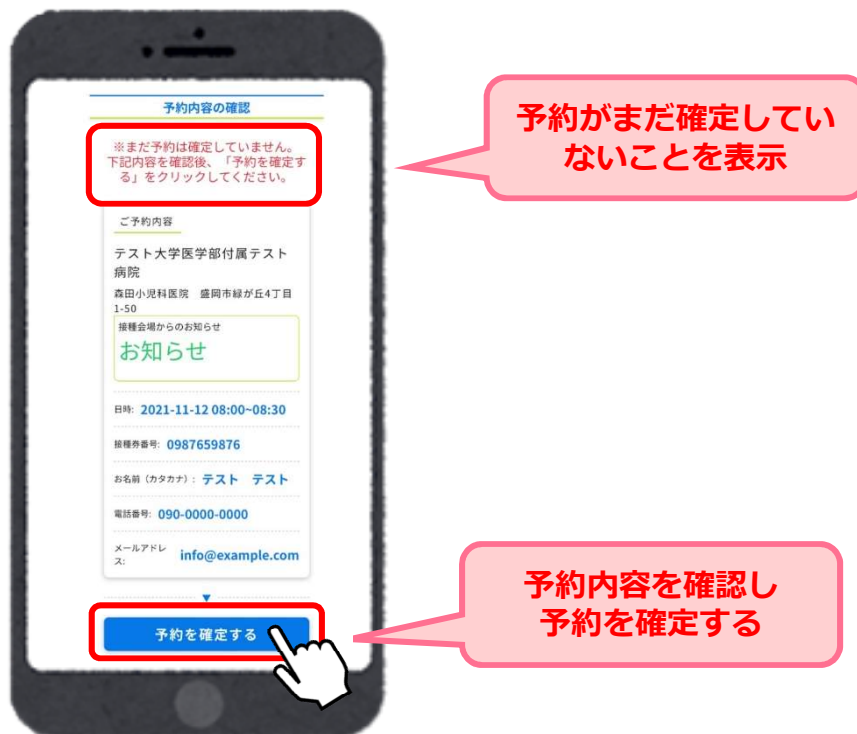 予約内容の確認
※まだ予約は確定していません。
下記内容を確認後、「予約を確定す
る」をクリックしてください。
予約がまだ確定してい
ないことを表示
ご予約内容
テスト大学医学部付属テスト
病院
森田小児科医院　盛岡市緑が丘4丁目
1-50
接種会場からのお知らせ
お知らせ
日時: 2021-11-12 08:00~08:30
接種券番号: 0987659876
お名前（カタカナ）: テスト　テスト
電話番号: 090-0000-0000
メールアドレ
ス: info@example.com
予約を確定する
予約内容を確認し
予約を確定する